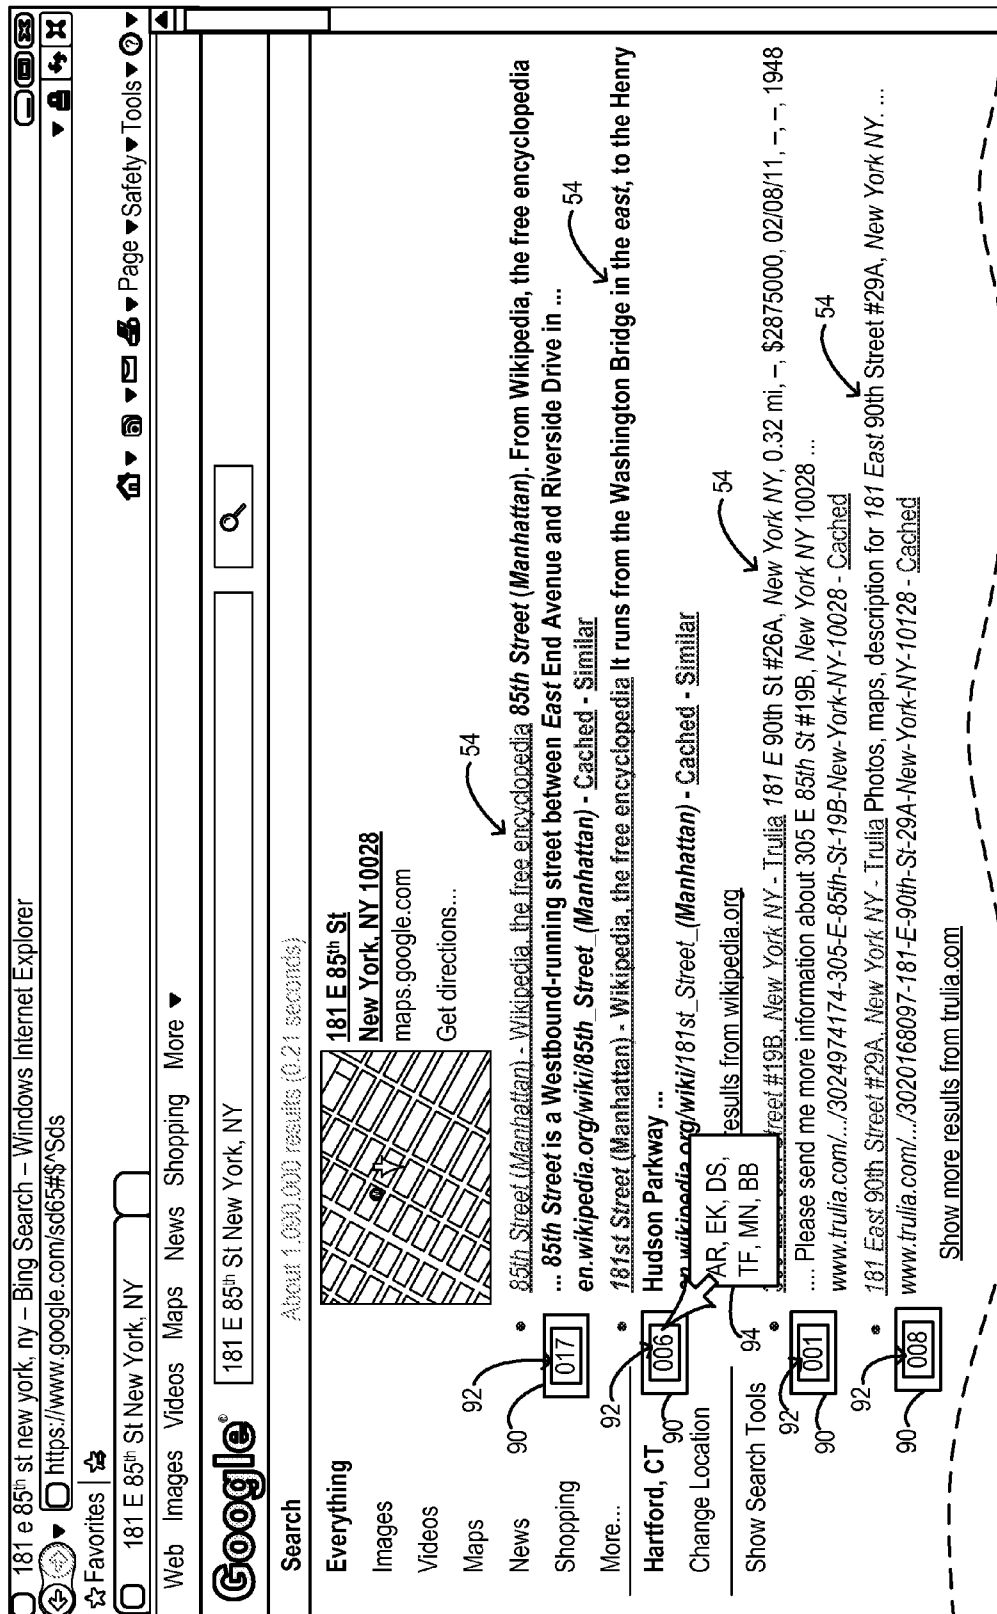 181 e 85th st new york, ny – Bing Search – Windows Internet Explorer
https://www.google.com/sd65#$^Sds
Favorites
181 E 85th St New York, NY
Page Safety Tools ?
Web Images Videos Maps News Shopping More
Google
181 E 85th St New York, NY
Search
About 1,090,000 results (0.21 seconds)
Everything
Images
Videos
Maps
News
Shopping
More...
Hartford, CT
Change Location
Show Search Tools
181 E 85th St
New York, NY 10028
maps.google.com
Get directions...
54
85th Street (Manhattan) - Wikipedia, the free encyclopedia 85th Street (Manhattan). From Wikipedia, the free encyclopedia
... 85th Street is a Westbound-running street between East End Avenue and Riverside Drive in ...
en.wikipedia.org/wiki/85th_Street_(Manhattan) - Cached - Similar
92
90
017
54
181st Street (Manhattan) - Wikipedia, the free encyclopedia It runs from the Washington Bridge in the east, to the Henry
Hudson Parkway ...
en.wikipedia.org/wiki/181st_Street_(Manhattan) - Cached - Similar
92
90
006
AR, EK, DS,
TF, MN, BB
94
results from wikipedia.org
54
Street #19B, New York NY - Trulia 181 E 90th St #26A, New York NY, 0.32 mi, –, $2875000, 02/08/11, –, –, 1948
.... Please send me more information about 305 E 85th St #19B, New York NY 10028 ...
www.trulia.com/.../3024974174-305-E-85th-St-19B-New-York-NY-10028 - Cached
92
90
001
54
181 East 90th Street #29A, New York NY - Trulia Photos, maps, description for 181 East 90th Street #29A, New York NY. ...
www.trulia.com/.../3020168097-181-E-90th-St-29A-New-York-NY-10128 - Cached
92
90
008
Show more results from trulia.com